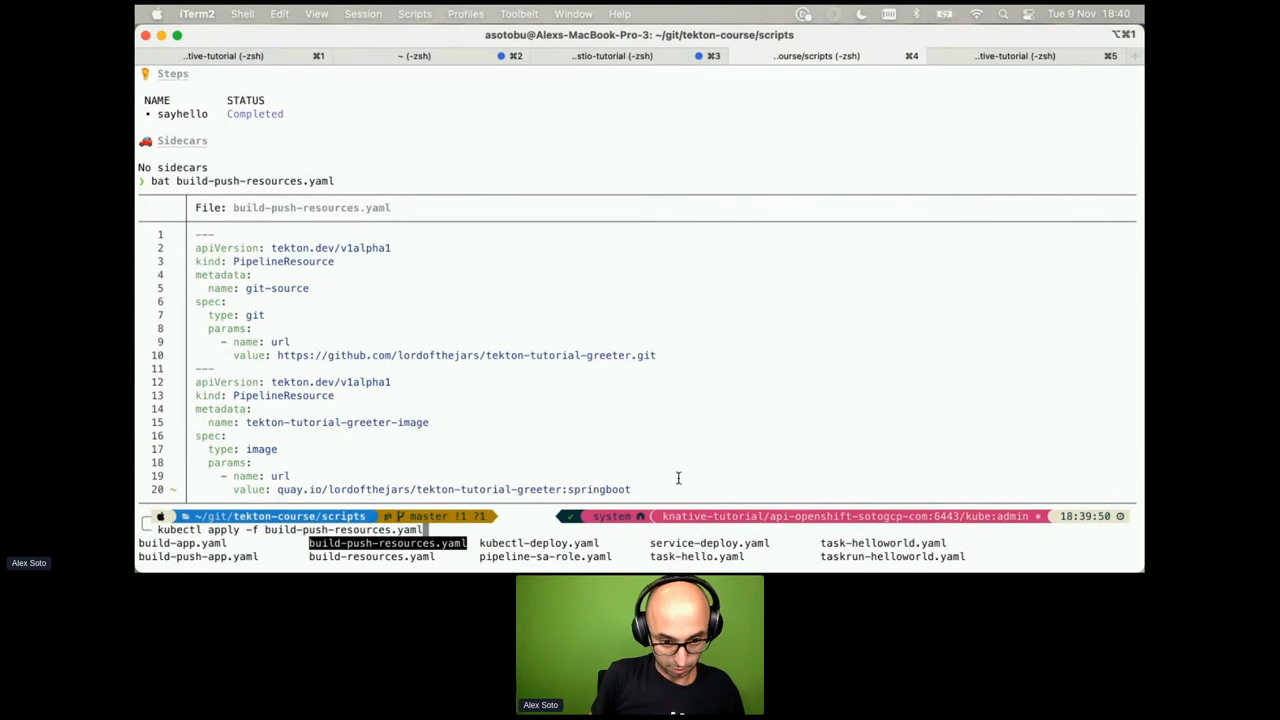 iTerm2 Shell Edit View Session Scripts Profiles Toolbelt Window Help Tue 9 Nov 18:40
asotobu@Alexs-MacBook-Pro-3: ~/git/tekton-course/scripts ⌥⌘1
..tive-tutorial (-zsh) ⌘1 ~ (-zsh) ⌘2 ..stio-tutorial (-zsh) ⌘3 ..ourse/scripts (-zsh) ⌘4 ..tive-tutorial (-zsh) ⌘5
Steps
NAME STATUS
• sayhello Completed
Sidecars
No sidecars
❯ bat build-push-resources.yaml
File: build-push-resources.yaml
1 ---
2 apiVersion: tekton.dev/v1alpha1
3 kind: PipelineResource
4 metadata:
5 name: git-source
6 spec:
7 type: git
8 params:
9 - name: url
10 value: https://github.com/lordofthejars/tekton-tutorial-greeter.git
11 ---
12 apiVersion: tekton.dev/v1alpha1
13 kind: PipelineResource
14 metadata:
15 name: tekton-tutorial-greeter-image
16 spec:
17 type: image
18 params:
19 - name: url
20 ~ value: quay.io/lordofthejars/tekton-tutorial-greeter:springboot
~/git/tekton-course/scripts master !1 ?1 ✓ system knative-tutorial/api-openshift-sotogcp-com:6443/kube:admin 18:39:50
kubectl apply -f build-push-resources.yaml
build-app.yaml build-push-resources.yaml kubectl-deploy.yaml service-deploy.yaml task-helloworld.yaml
build-push-app.yaml build-resources.yaml pipeline-sa-role.yaml task-hello.yaml taskrun-helloworld.yaml
Alex Soto
Alex Soto